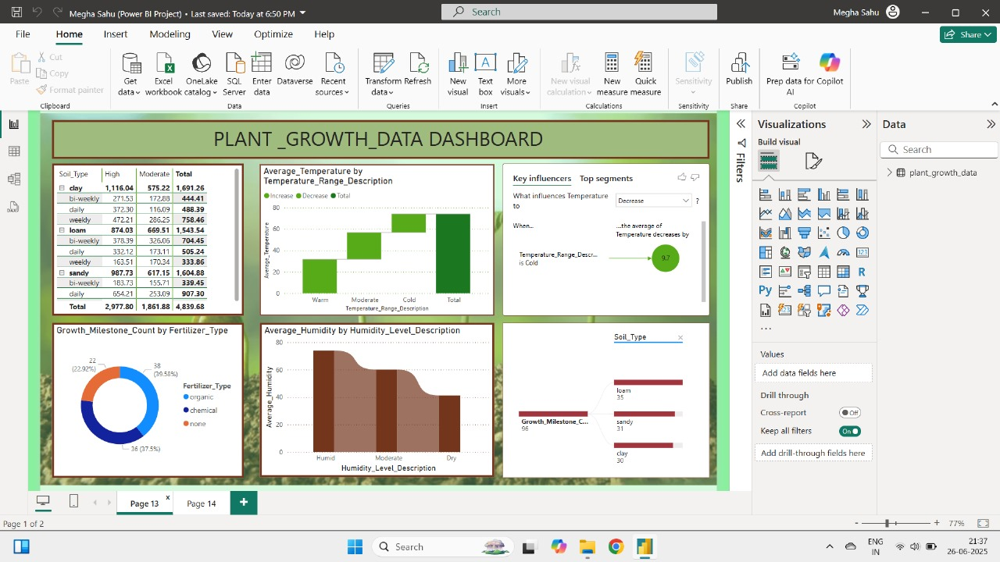 Megha Sahu (Power BI Project) • Last saved: Today at 6:50 PM
Search
Megha Sahu
File Home Insert Modeling View Optimize Help
Share
Paste
Cut
Copy
Format painter
Clipboard
Get data
Excel workbook
OneLake catalog
SQL Server
Enter data
Dataverse
Recent sources
Data
Transform data
Refresh
Queries
New visual
Text box
More visuals
Insert
New visual calculation
New measure
Quick measure
Calculations
Sensitivity
Sensitivity
Publish
Share
Prep data for AI
Copilot
Copilot
PLANT _GROWTH_DATA DASHBOARD
Soil_Type High Moderate Total
clay 1,116.04 575.22 1,691.26
bi-weekly 271.53 172.88 444.41
daily 372.30 116.09 488.39
weekly 472.21 286.25 758.46
loam 874.03 669.51 1,543.54
bi-weekly 378.39 326.06 704.45
daily 332.12 173.11 505.24
weekly 163.51 170.34 333.86
sandy 987.73 617.15 1,604.88
bi-weekly 183.73 155.71 339.45
daily 654.21 253.09 907.30
Total 2,977.80 1,861.88 4,839.68
Average_Temperature by
Temperature_Range_Description
Increase Decrease Total
80
60
40
20
0
Average_Temperature
Warm Moderate Cold Total
Temperature_Range_Description
Key influencers Top segments
What influences Temperature
to
Decrease
?
When...
....the average of
Temperature decreases by
Temperature_Range_Descr...
is Cold
9.7
Growth_Milestone_Count by Fertilizer_Type
22
(22.92%)
38
(39.58%)
36 (37.5%)
Fertilizer_Type
organic
chemical
none
Average_Humidity by Humidity_Level_Description
80
60
40
20
0
Average_Humidity
Humid Moderate Dry
Humidity_Level_Description
Soil_Type
loam
35
Growth_Milestone_C...
96
sandy
31
clay
30
Filters
Visualizations
Build visual
R
Py
123
Values
Add data fields here
Drill through
Cross-report
Off
Keep all filters
On
Add drill-through fields here
Data
Search
plant_growth_data
Page 13
x
Page 14
+
Page 1 of 2
- + 77%
Search
ENG
IN
21:37
26-06-2025